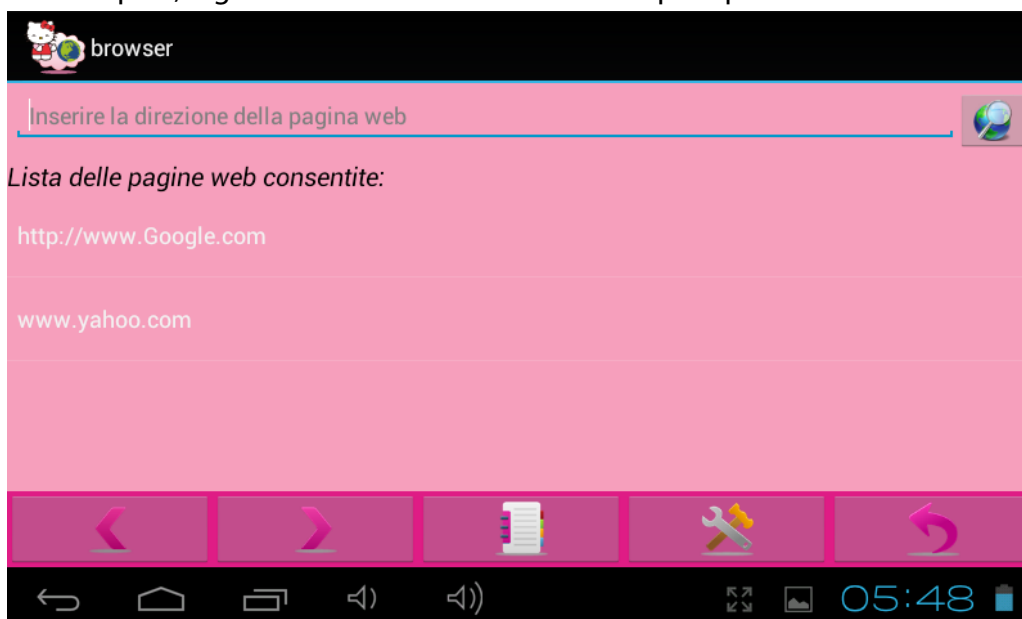 browser
Inserire la direzione della pagina web
Lista delle pagine web consentite:
http://www.Google.com
www.yahoo.com
05:48